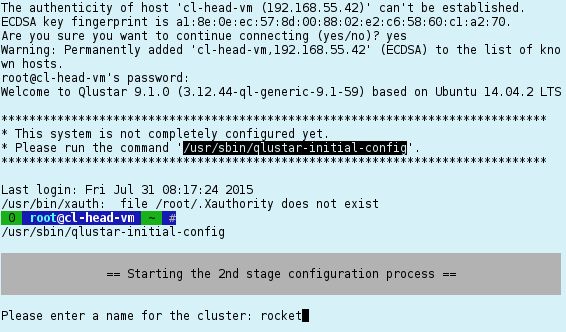 The authenticity of host 'cl-head-vm (192.168.55.42)' can't be established.
ECDSA key fingerprint is a1:8e:0e:ec:57:8d:00:88:02:e2:c6:58:60:c1:a2:70.
Are you sure you want to continue connecting (yes/no)? yes
Warning: Permanently added 'cl-head-vm,192.168.55.42' (ECDSA) to the list of kno
wn hosts.
root@cl-head-vm's password:
Welcome to Qlustar 9.1.0 (3.12.44-ql-generic-9.1-59) based on Ubuntu 14.04.2 LTS
******************************************************************************
* This system is not completely configured yet.
* Please run the command '/usr/sbin/qlustar-initial-config'.
******************************************************************************
Last login: Fri Jul 31 08:17:24 2015
/usr/bin/xauth:  file /root/.Xauthority does not exist
0 root@cl-head-vm ~ #
/usr/sbin/qlustar-initial-config
== Starting the 2nd stage configuration process ==
Please enter a name for the cluster: rocket